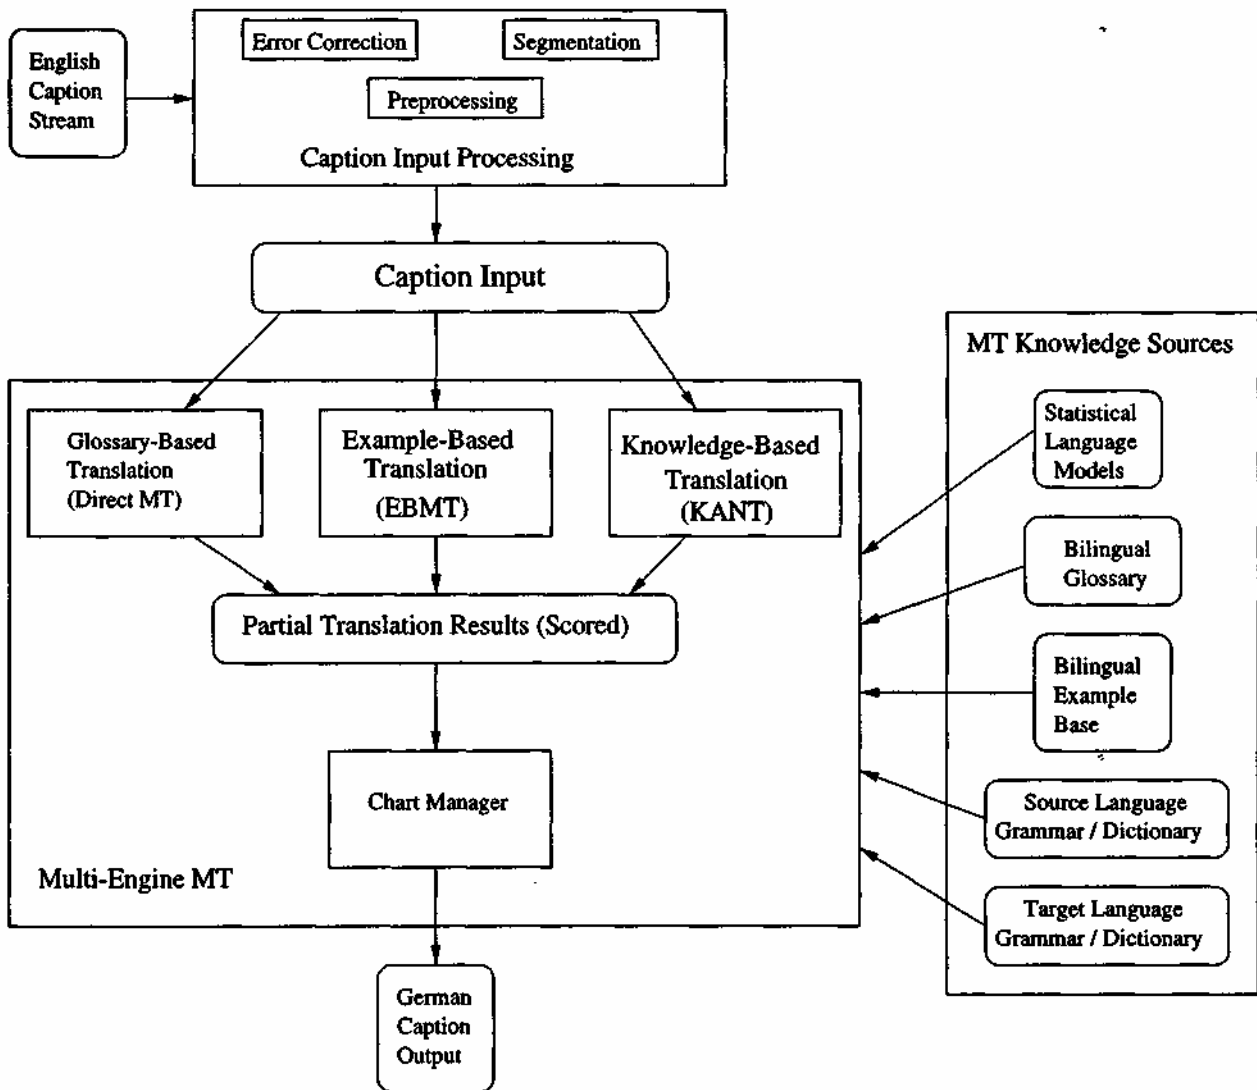 English
Caption
Stream
Error Correction
Segmentation
Preprocessing
Caption Input Processing
Caption Input
MT Knowledge Sources
Statistical
Language
Models
Bilingual
Glossary
Bilingual
Example
Base
Source Language
Grammar / Dictionary
Target Language
Grammar / Dictionary
Glossary-Based
Translation
(Direct MT)
Example-Based
Translation
(EBMT)
Knowledge-Based
Translation
(KANT)
Partial Translation Results (Scored)
Chart Manager
Multi-Engine MT
German
Caption
Output